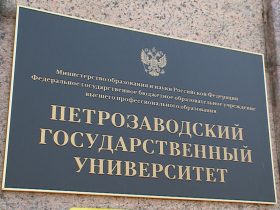 Министерство образования и науки Российской Федерации
Федеральное государственное бюджетное образовательное учреждение
высшего профессионального образования
ПЕТРОЗАВОДСКИЙ
ГОСУДАРСТВЕННЫЙ
УНИВЕРСИТЕТ